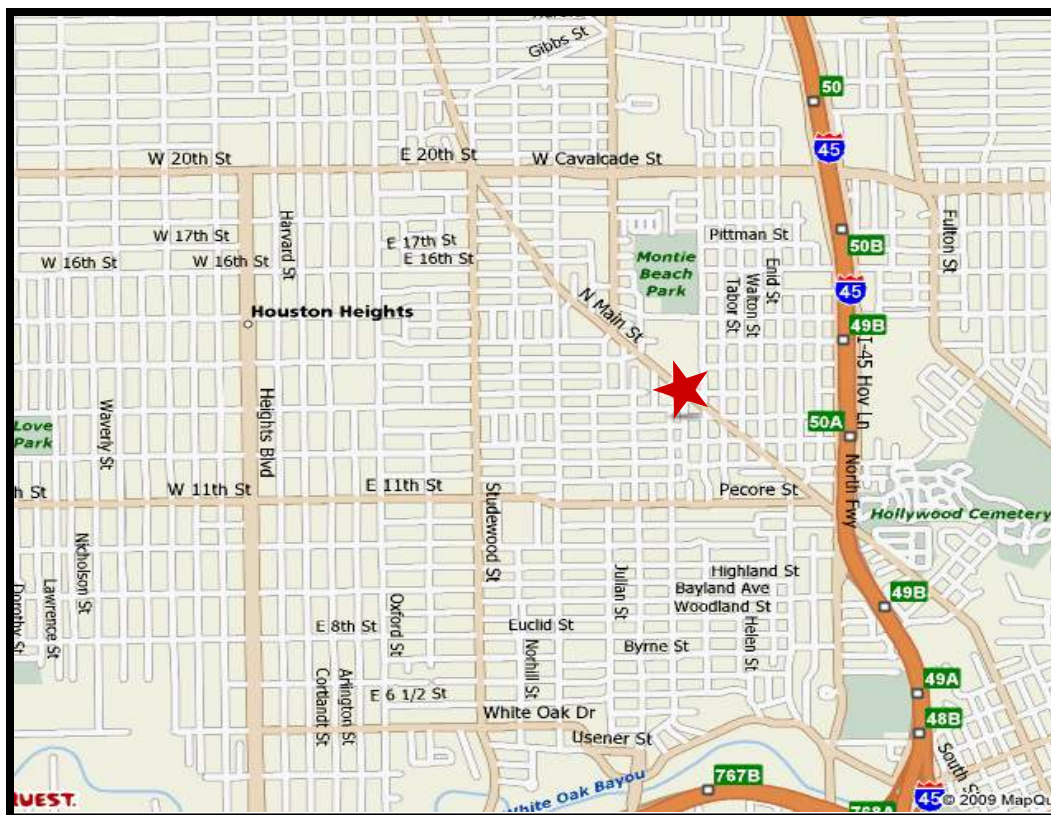 Gibbs St
50
45
W 20th St
E 20th St
W Cavalcade St
Harvard St
W 17th St
E 17th St
Pittman St
50B
Fulton St
W 16th St
W 16th St
E 16th St
Montie
Beach
Park
Enid St
Walton St
Tabor St
45
N Main St
Houston Heights
49B
I-45 Hov Ln
Heights Blvd
Waverly St
Love
Park
50A
North Fwy
h St
W 11th St
E 11th St
Studewood St
Pecore St
Hollywood Cemetery
Nicholson St
Lawrence St
Dorothy St
Oxford St
Julian St
Highland St
Bayland Ave
Woodland St
49B
E 8th St
Euclid St
Norhill St
Byrne St
Helen St
Cortlandt St
Arlington St
E 6 1/2 St
49A
White Oak Dr
48B
Usener St
South S
767B
White Oak Bayou
768A
45
QUEST.
© 2009 MapQu